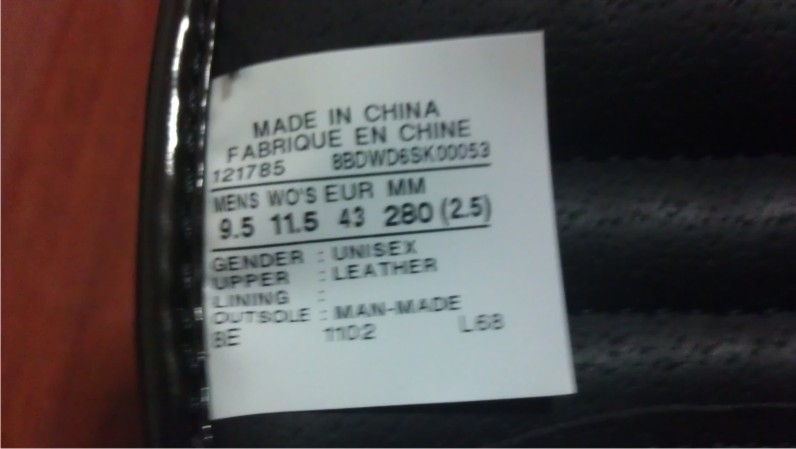 MADE IN CHINA
FABRIQUE EN CHINE
121785 8BDWD6SK00053
MENS WO'S EUR MM
9.5 11.5 43 280 (2.5)
GENDER : UNISEX
UPPER : LEATHER
LINING :
OUTSOLE : MAN-MADE
BE 1102 L68